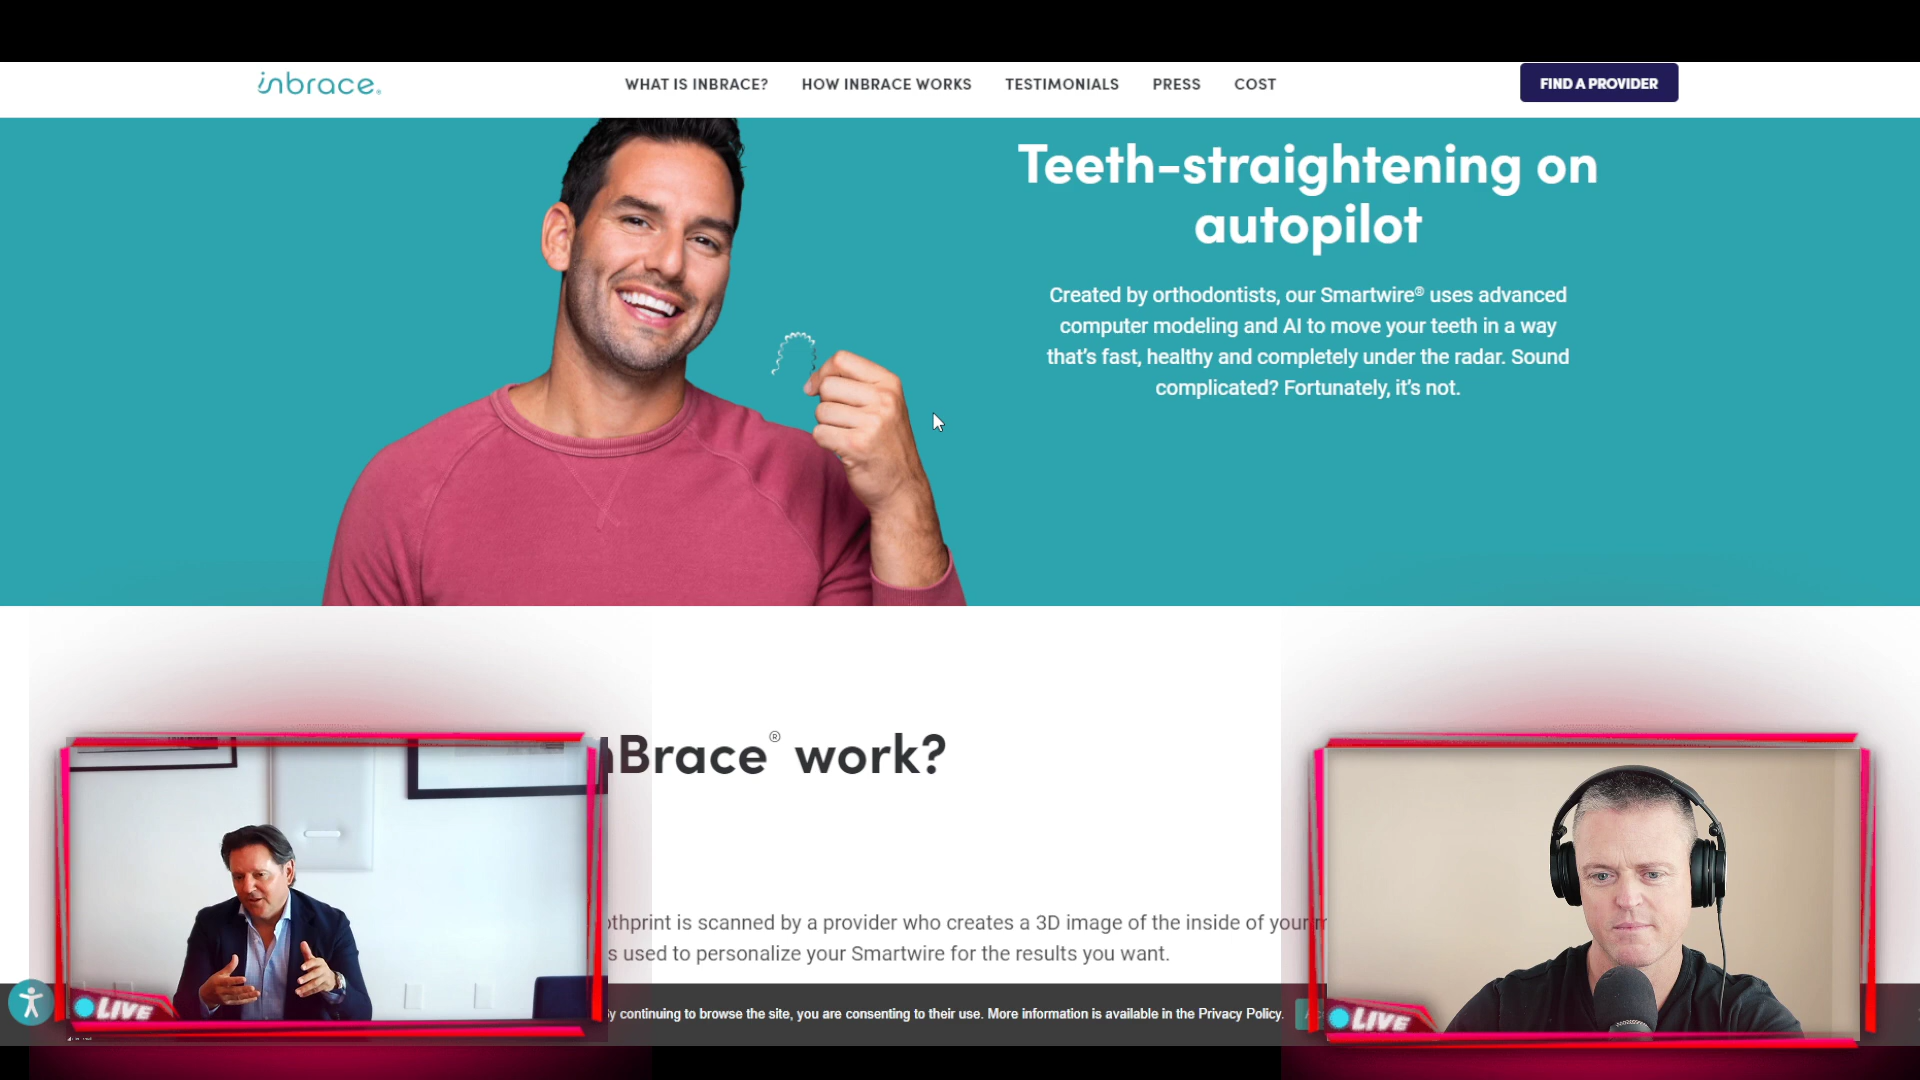 inbrace®
WHAT IS INBRACE? HOW INBRACE WORKS TESTIMONIALS PRESS COST
FIND A PROVIDER
Teeth-straightening on
autopilot
Created by orthodontists, our Smartwire® uses advanced
computer modeling and AI to move your teeth in a way
that's fast, healthy and completely under the radar. Sound
complicated? Fortunately, it's not.
nBrace® work?
othprint is scanned by a provider who creates a 3D image of the inside of your
s used to personalize your Smartwire for the results you want.
y continuing to browse the site, you are consenting to their use. More information is available in the Privacy Policy.
LIVE
LIVE